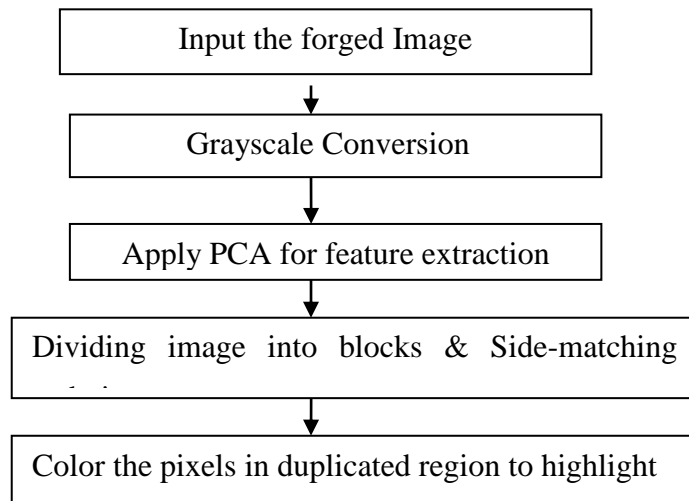 Input the forged Image
Grayscale Conversion
Apply PCA for feature extraction
Dividing image into blocks & Side-matching
Color the pixels in duplicated region to highlight